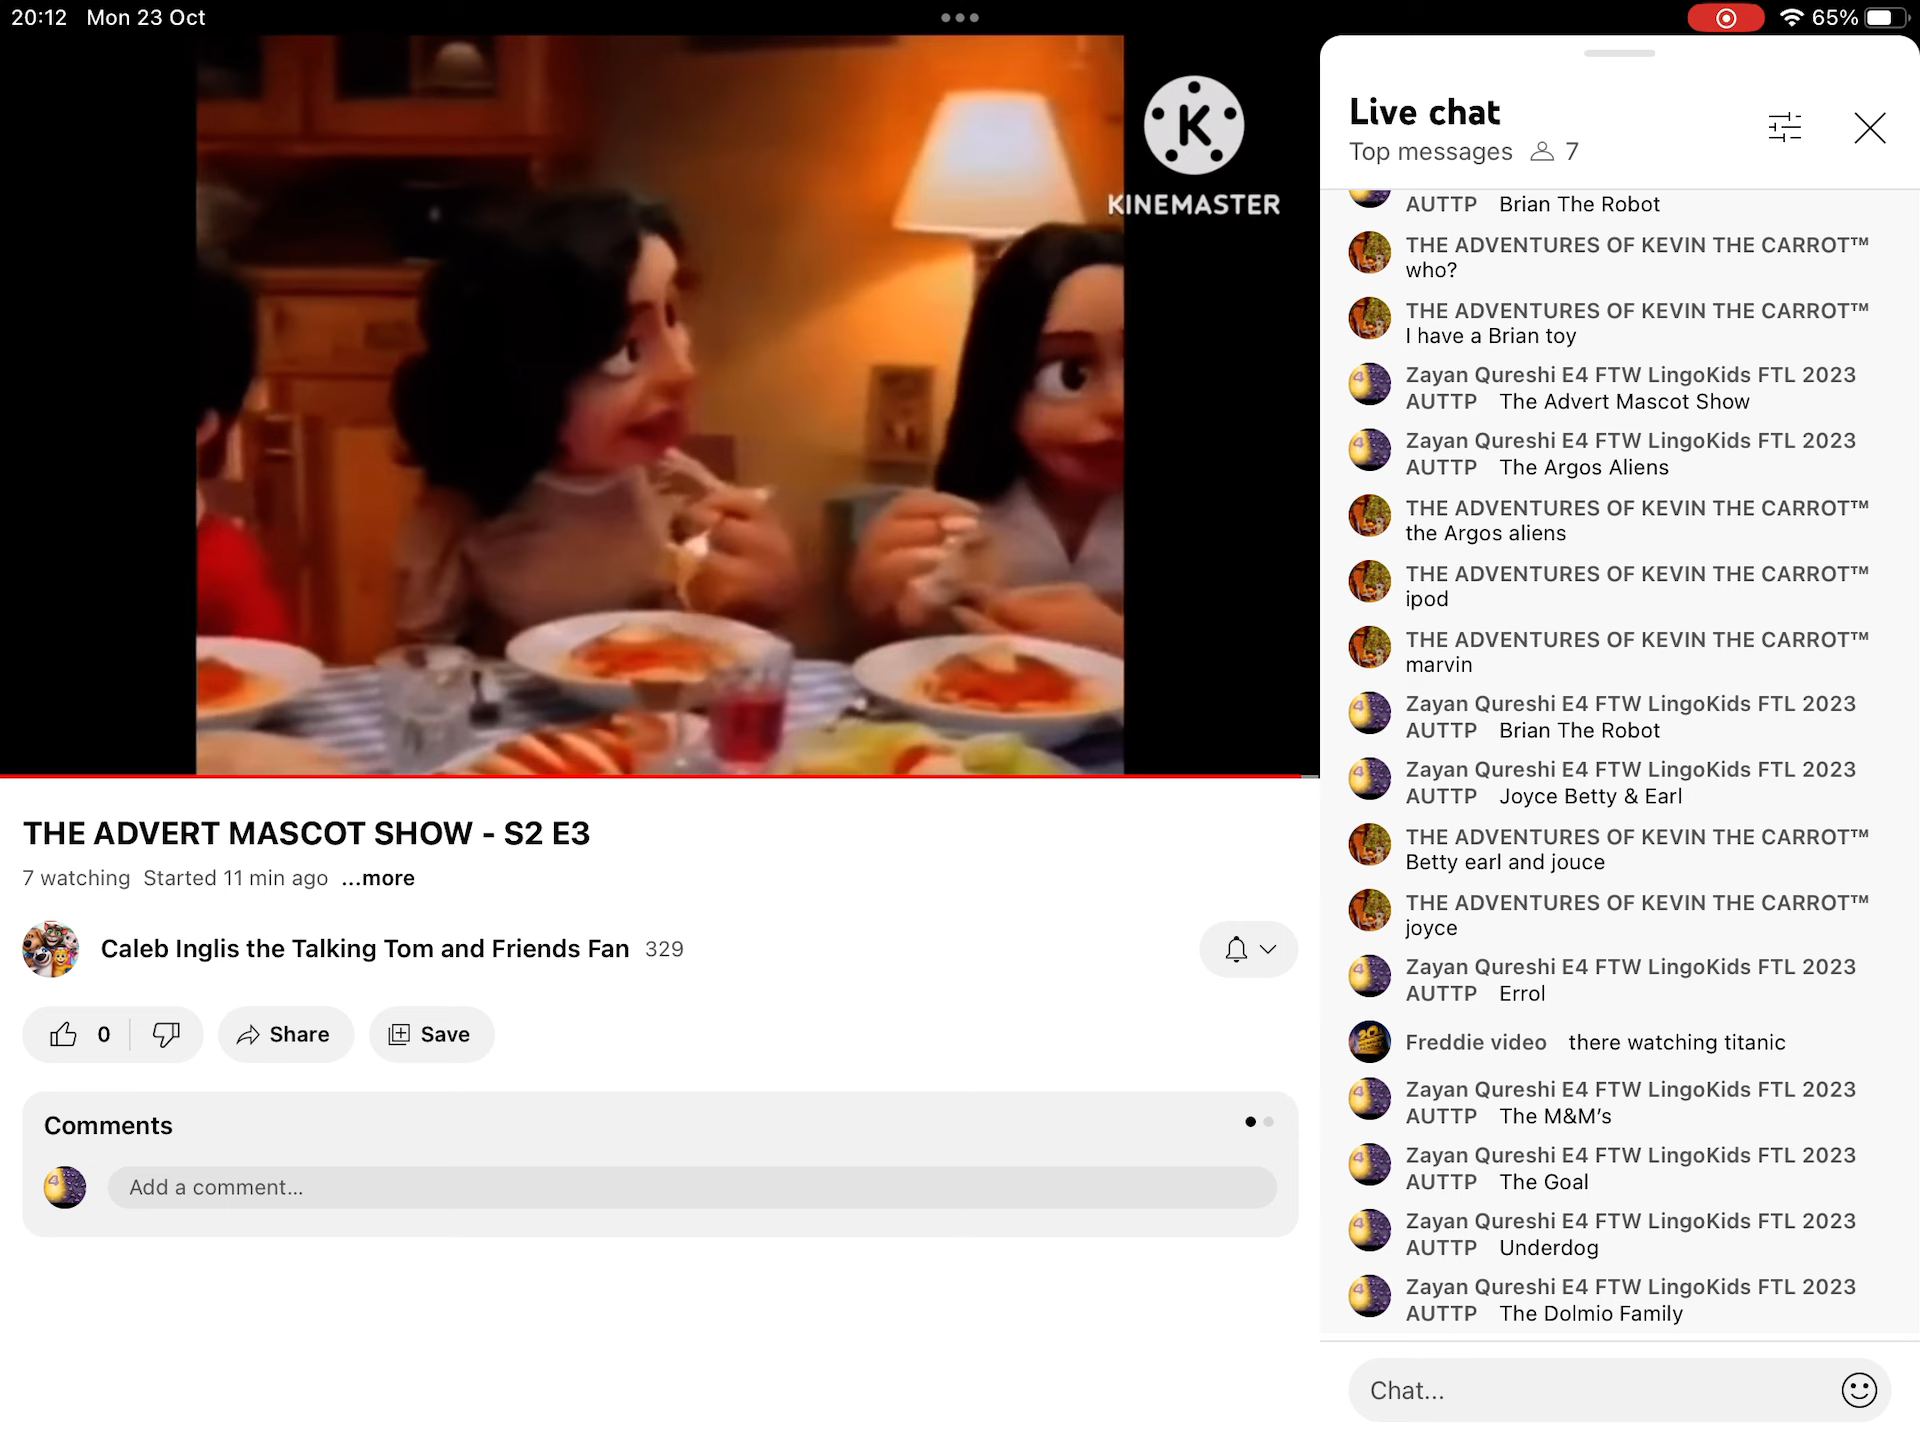 20:12 Mon 23 Oct
65%
K
KINEMASTER
THE ADVERT MASCOT SHOW - S2 E3
7 watching Started 11 min ago ...more
Caleb Inglis the Talking Tom and Friends Fan 329
0
Share
Save
Comments
4
Add a comment...
Live chat
Top messages 7
AUTTP Brian The Robot
THE ADVENTURES OF KEVIN THE CARROT™
who?
THE ADVENTURES OF KEVIN THE CARROT™
I have a Brian toy
Zayan Qureshi E4 FTW LingoKids FTL 2023
AUTTP The Advert Mascot Show
Zayan Qureshi E4 FTW LingoKids FTL 2023
AUTTP The Argos Aliens
THE ADVENTURES OF KEVIN THE CARROT™
the Argos aliens
THE ADVENTURES OF KEVIN THE CARROT™
ipod
THE ADVENTURES OF KEVIN THE CARROT™
marvin
Zayan Qureshi E4 FTW LingoKids FTL 2023
AUTTP Brian The Robot
Zayan Qureshi E4 FTW LingoKids FTL 2023
AUTTP Joyce Betty & Earl
THE ADVENTURES OF KEVIN THE CARROT™
Betty earl and jouce
THE ADVENTURES OF KEVIN THE CARROT™
joyce
Zayan Qureshi E4 FTW LingoKids FTL 2023
AUTTP Errol
Freddie video there watching titanic
Zayan Qureshi E4 FTW LingoKids FTL 2023
AUTTP The M&M's
Zayan Qureshi E4 FTW LingoKids FTL 2023
AUTTP The Goal
Zayan Qureshi E4 FTW LingoKids FTL 2023
AUTTP Underdog
Zayan Qureshi E4 FTW LingoKids FTL 2023
AUTTP The Dolmio Family
Chat...